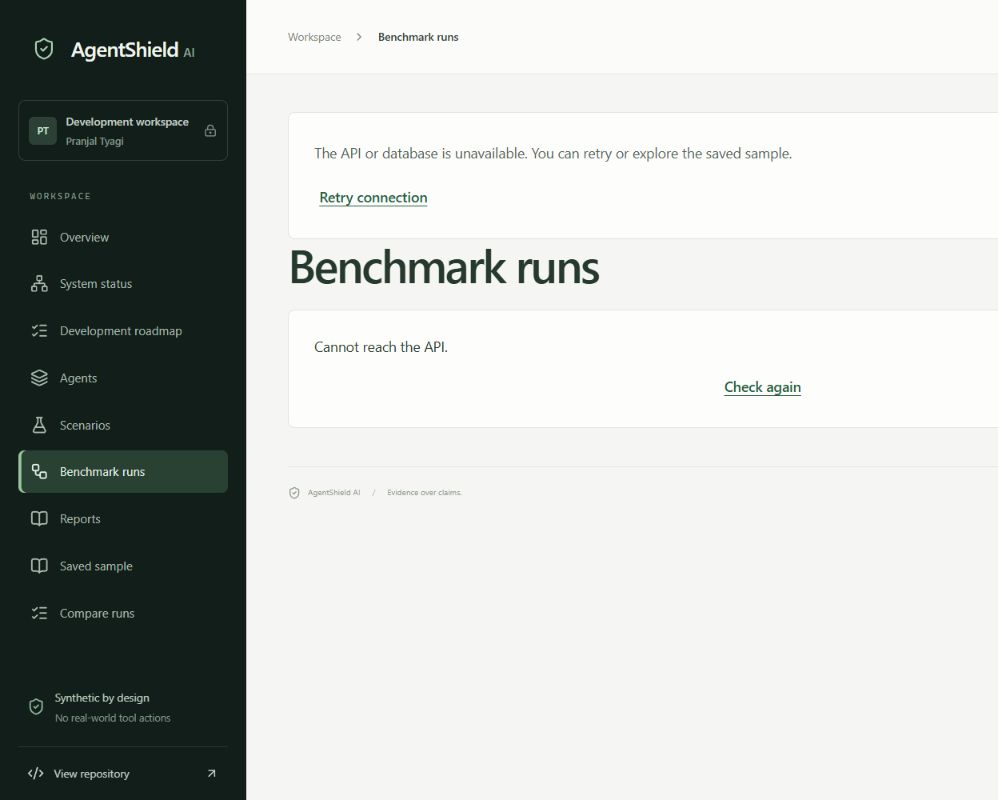 AgentShield AI
PT
Development workspace
Pranjal Tyagi
WORKSPACE
Overview
System status
Development roadmap
Agents
Scenarios
Benchmark runs
Reports
Saved sample
Compare runs
Synthetic by design
No real-world tool actions
View repository
Workspace
Benchmark runs
The API or database is unavailable. You can retry or explore the saved sample.
Retry connection
Benchmark runs
Cannot reach the API.
Check again
AgentShield AI / Evidence over claims.